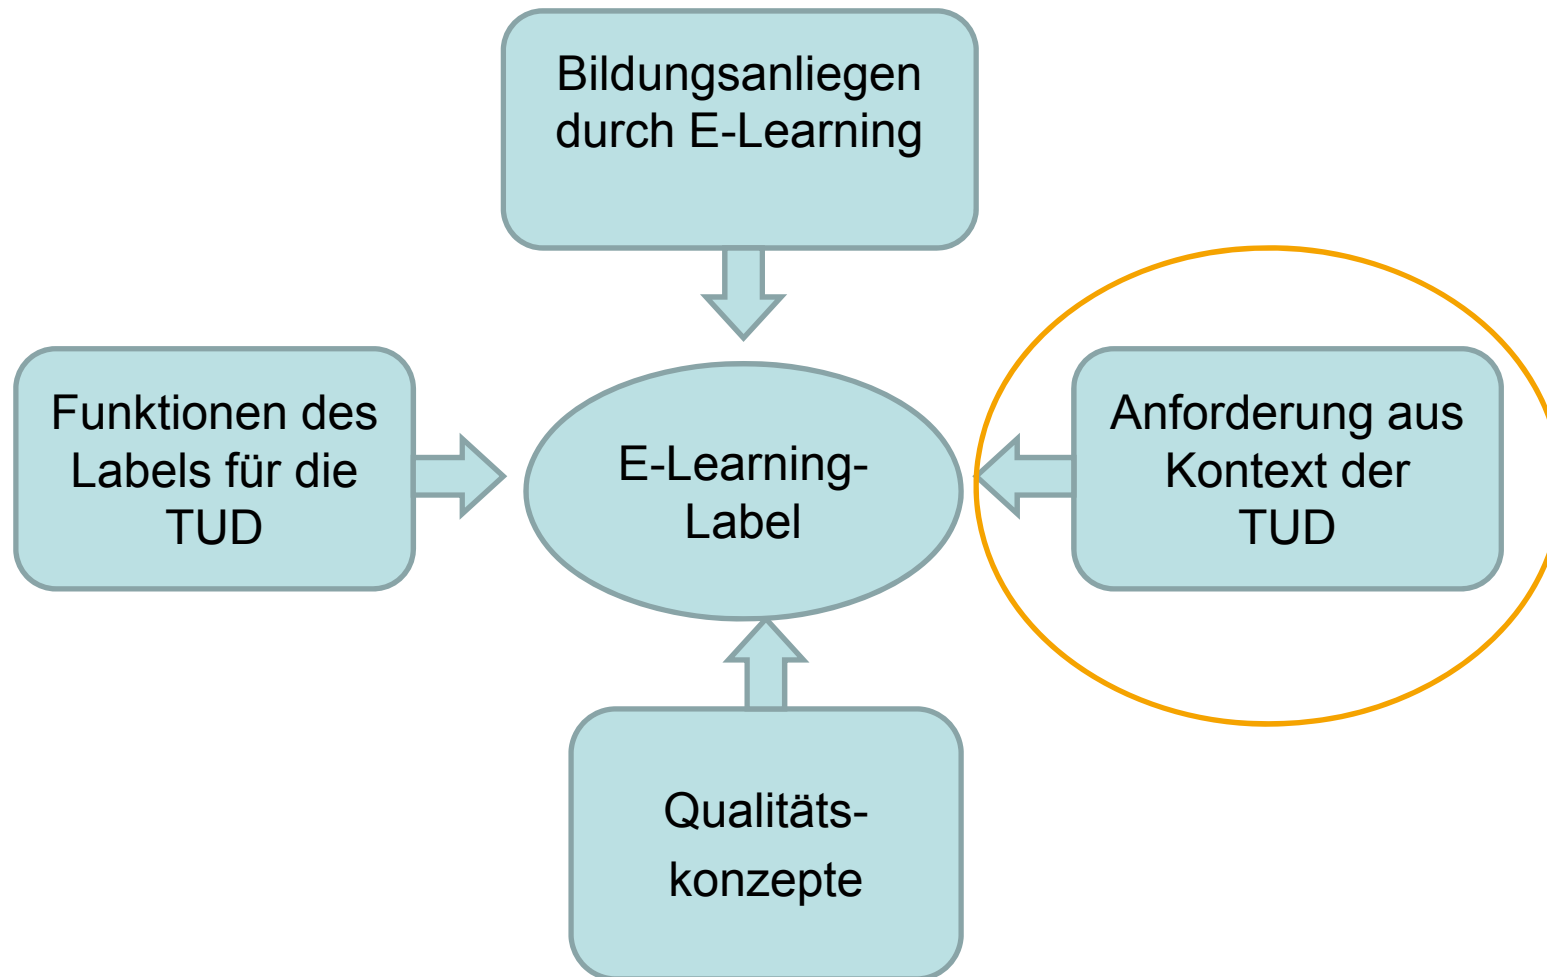 Bildungsanliegen
durch E-Learning
Funktionen des
Labels für die
TUD
E-Learning-
Label
Anforderung aus
Kontext der
TUD
Qualitäts-
konzepte